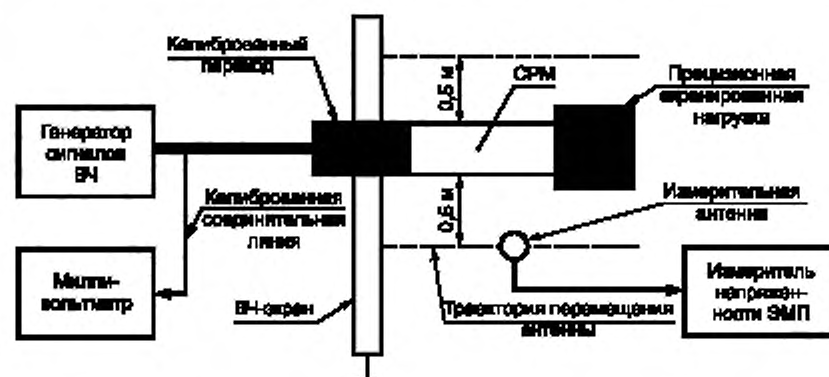 Калиброванный
переход
0,5 м
СРМ
Прецизионная
экранированная
нагрузка
Генератор
сигналов
ВЧ
Калиброванная
соединительная
линия
0,5 м
Измерительная
антенна
Милли-
вольтметр
ВЧ-экран
Траектория перемещения
антенны
Измеритель
напряжен-
ности ЭМП